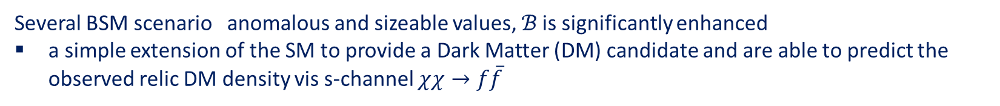 Several BSM scenario anomalous and sizeable values, ℬ is significantly enhanced
▪ a simple extension of the SM to provide a Dark Matter (DM) candidate and are able to predict the
observed relic DM density vis s-channel 𝜒𝜒 → 𝑓𝑓̅